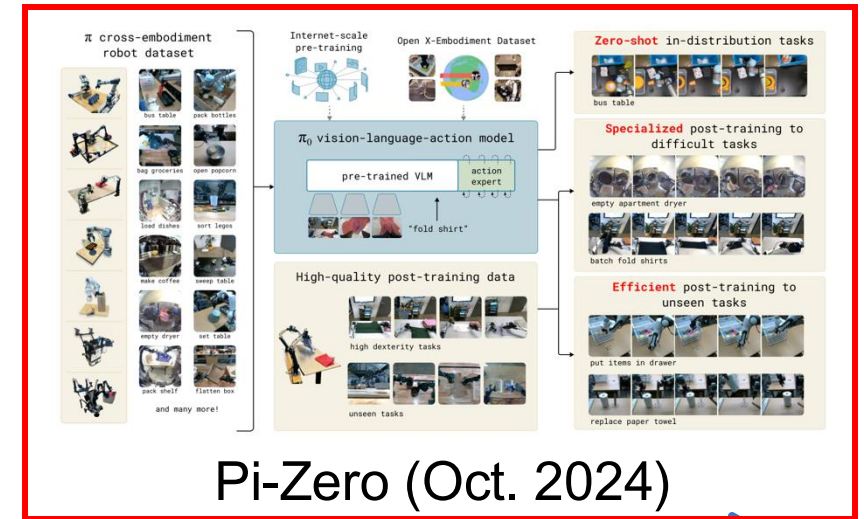 π cross-embodiment
robot dataset
bus table
pack bottles
bag groceries
open popcorn
load dishes
sort legos
make coffee
sweep table
empty dryer
set table
pack shelf
flatten box
and many more!
Internet-scale
pre-training
Open X-Embodiment Dataset
π₀ vision-language-action model
pre-trained VLM
action
expert
"fold shirt"
High-quality post-training data
high dexterity tasks
unseen tasks
Zero-shot in-distribution tasks
bus table
Specialized post-training to
difficult tasks
empty apartment dryer
batch fold shirts
Efficient post-training to
unseen tasks
put items in drawer
replace paper towel
Pi-Zero (Oct. 2024)